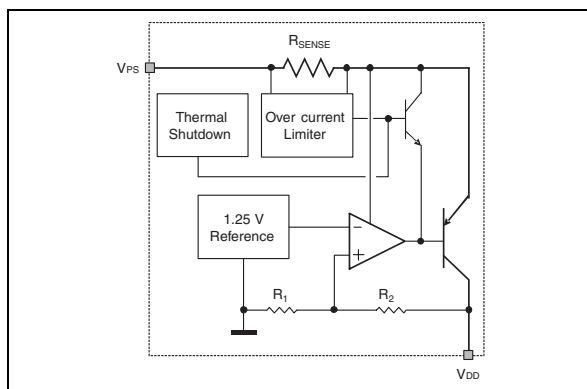 RSENSE
VPS
Thermal
Shutdown
Over current
Limiter
1.25 V
Reference
−
+
R1
R2
VDD